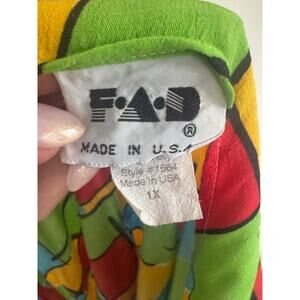 F·A·D
®
MADE IN U.S.A
Style #1564
Made in USA
1X